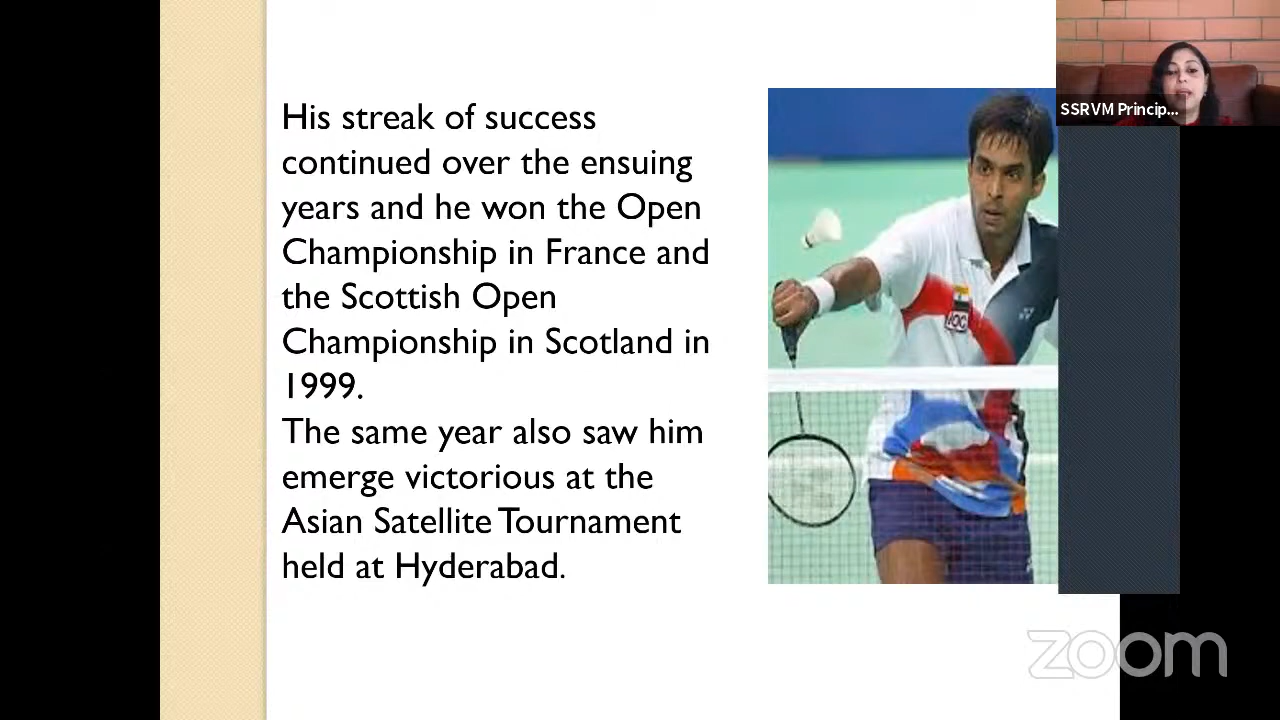 His streak of success
continued over the ensuing
years and he won the Open
Championship in France and
the Scottish Open
Championship in Scotland in
1999.
The same year also saw him
emerge victorious at the
Asian Satellite Tournament
held at Hyderabad.
SSRVM Princip...
IOC
zoom